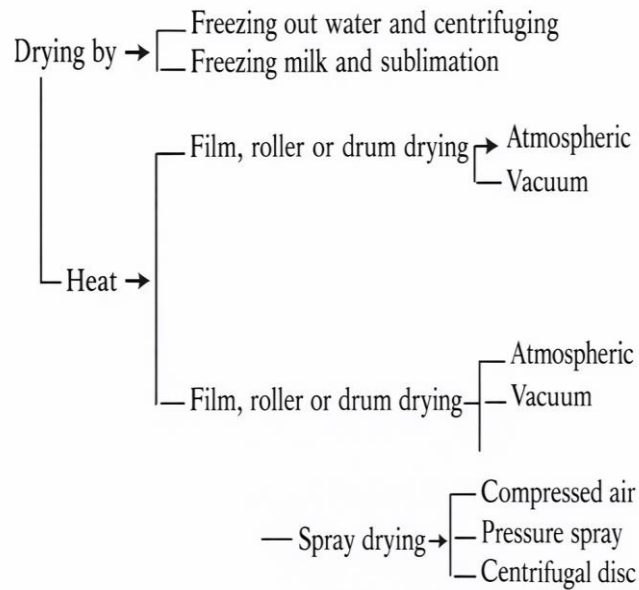 Drying by
Freezing out water and centrifuging
Freezing milk and sublimation
Film, roller or drum drying
Atmospheric
Vacuum
Heat
Film, roller or drum drying
Atmospheric
Vacuum
Spray drying
Compressed air
Pressure spray
Centrifugal disc